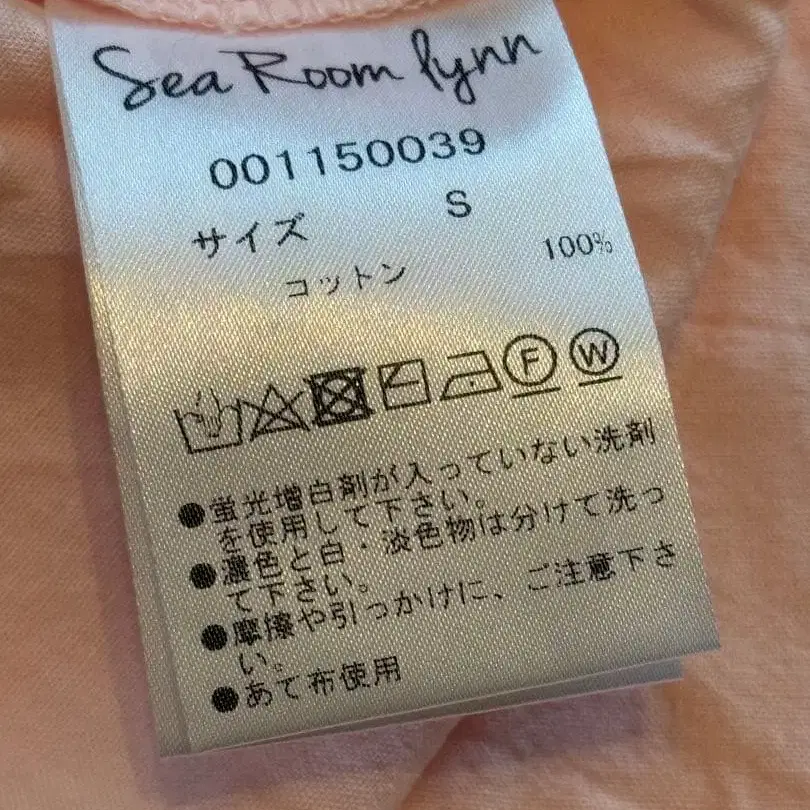 Sea Room lynn
001150039
サイズ S
コットン 100%
F W
●蛍光増白剤が入っていない洗剤
を使用して下さい。
●濃色と白・淡色物は分けて洗っ
て下さい。
●摩擦や引っかけに、ご注意下さ
い。
●あて布使用